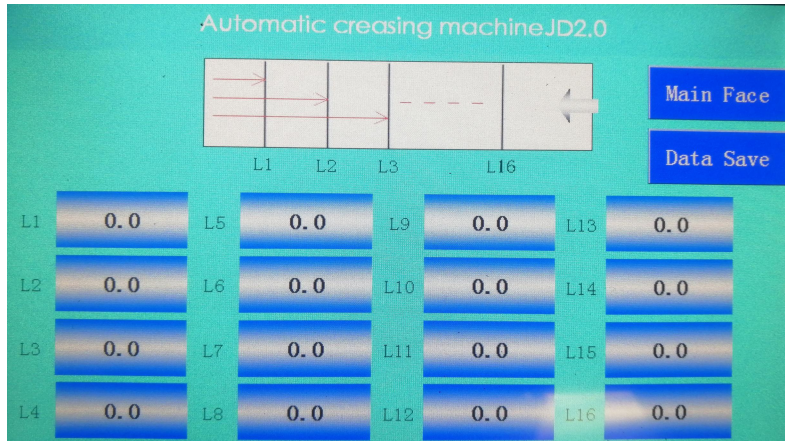 Automatic creasing machineJD2.0
Main Face
Data Save
L1 L2 L3 L16
L1 0.0 L5 0.0 L9 0.0 L13 0.0
L2 0.0 L6 0.0 L10 0.0 L14 0.0
L3 0.0 L7 0.0 L11 0.0 L15 0.0
L4 0.0 L8 0.0 L12 0.0 L16 0.0